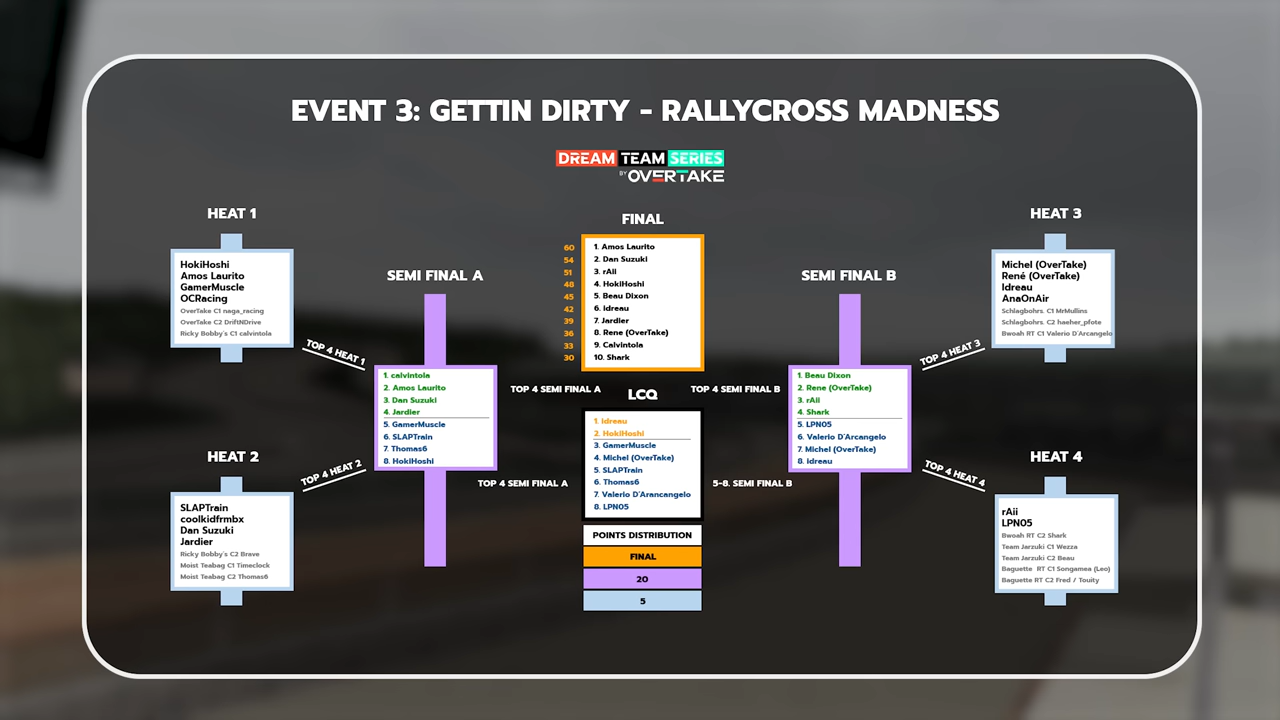 EVENT 3: GETTIN DIRTY - RALLYCROSS MADNESS
DREAM TEAM SERIES
BY OVERTAKE
HEAT 1
HokiHoshi
Amos Laurito
GamerMuscle
OCRacing
OverTake C1 naga_racing
OverTake C2 DriftNDrive
Ricky Bobby's C1 calvintola
TOP 4 HEAT 1
HEAT 2
SLAPTrain
coolkidfrmbx
Dan Suzuki
Jardier
Ricky Bobby's C2 Brave
Moist Teabag C1 Timeclock
Moist Teabag C2 Thomas6
TOP 4 HEAT 2
SEMI FINAL A
1. calvintola
2. Amos Laurito
3. Dan Suzuki
4. Jardier
5. GamerMuscle
6. SLAPTrain
7. Thomas6
8. HokiHoshi
TOP 4 SEMI FINAL A
TOP 4 SEMI FINAL A
FINAL
60 1. Amos Laurito
54 2. Dan Suzuki
51 3. rAii
48 4. HokiHoshi
45 5. Beau Dixon
42 6. Idreau
39 7. Jardier
36 8. Rene (OverTake)
33 9. Calvintola
30 10. Shark
LCQ
1. Idreau
2. HokiHoshi
3. GamerMuscle
4. Michel (OverTake)
5. SLAPTrain
6. Thomas6
7. Valerio D'Arancangelo
8. LPN05
POINTS DISTRIBUTION
FINAL
20
5
TOP 4 SEMI FINAL B
5-8. SEMI FINAL B
SEMI FINAL B
1. Beau Dixon
2. Rene (OverTake)
3. rAii
4. Shark
5. LPN05
6. Valerio D'Arcangelo
7. Michel (OverTake)
8. idreau
HEAT 3
Michel (OverTake)
René (OverTake)
Idreau
AnaOnAir
Schlagbohrs. C1 MrMullins
Schlagbohrs. C2 haeher_pfote
Bwoah RT C1 Valerio D'Arcangelo
TOP 4 HEAT 3
HEAT 4
rAii
LPN05
Bwoah RT C2 Shark
Team Jarzuki C1 Wezza
Team Jarzuki C2 Beau
Baguette RT C1 Songamea (Leo)
Baguette RT C2 Fred / Touity
TOP 4 HEAT 4